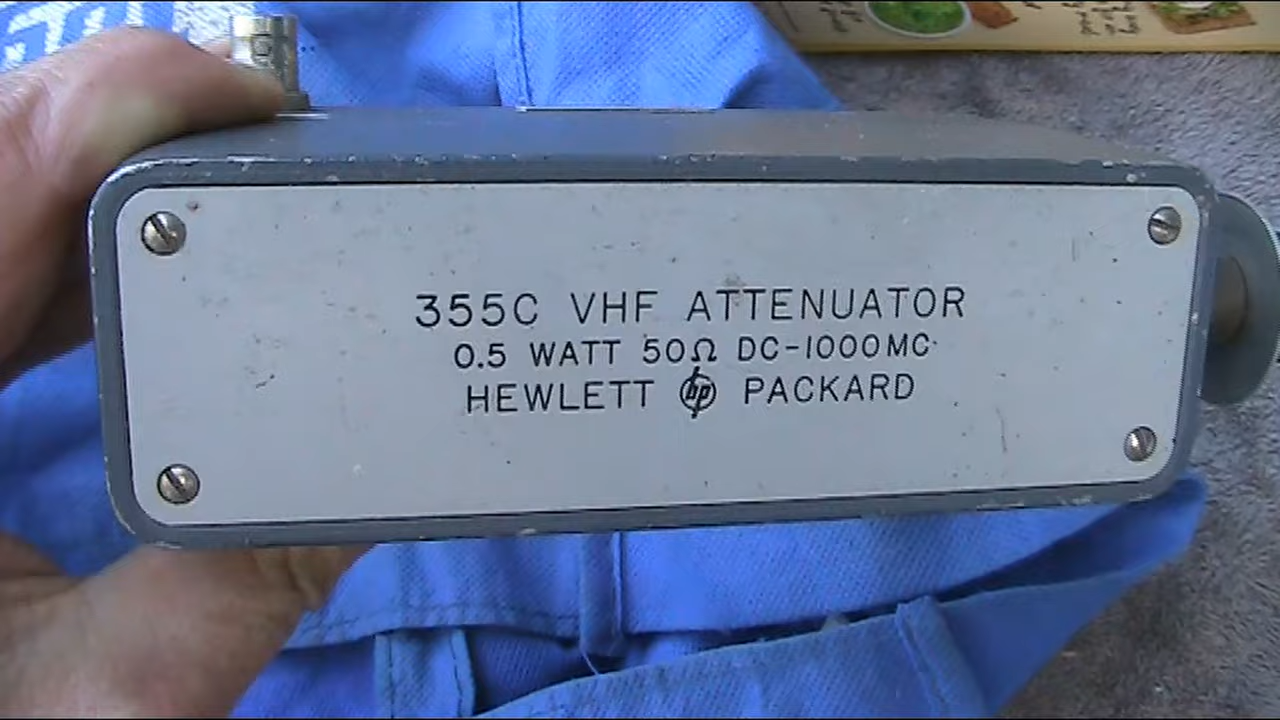 355C VHF ATTENUATOR
0.5 WATT 50Ω DC-1000MC
HEWLETT hp PACKARD